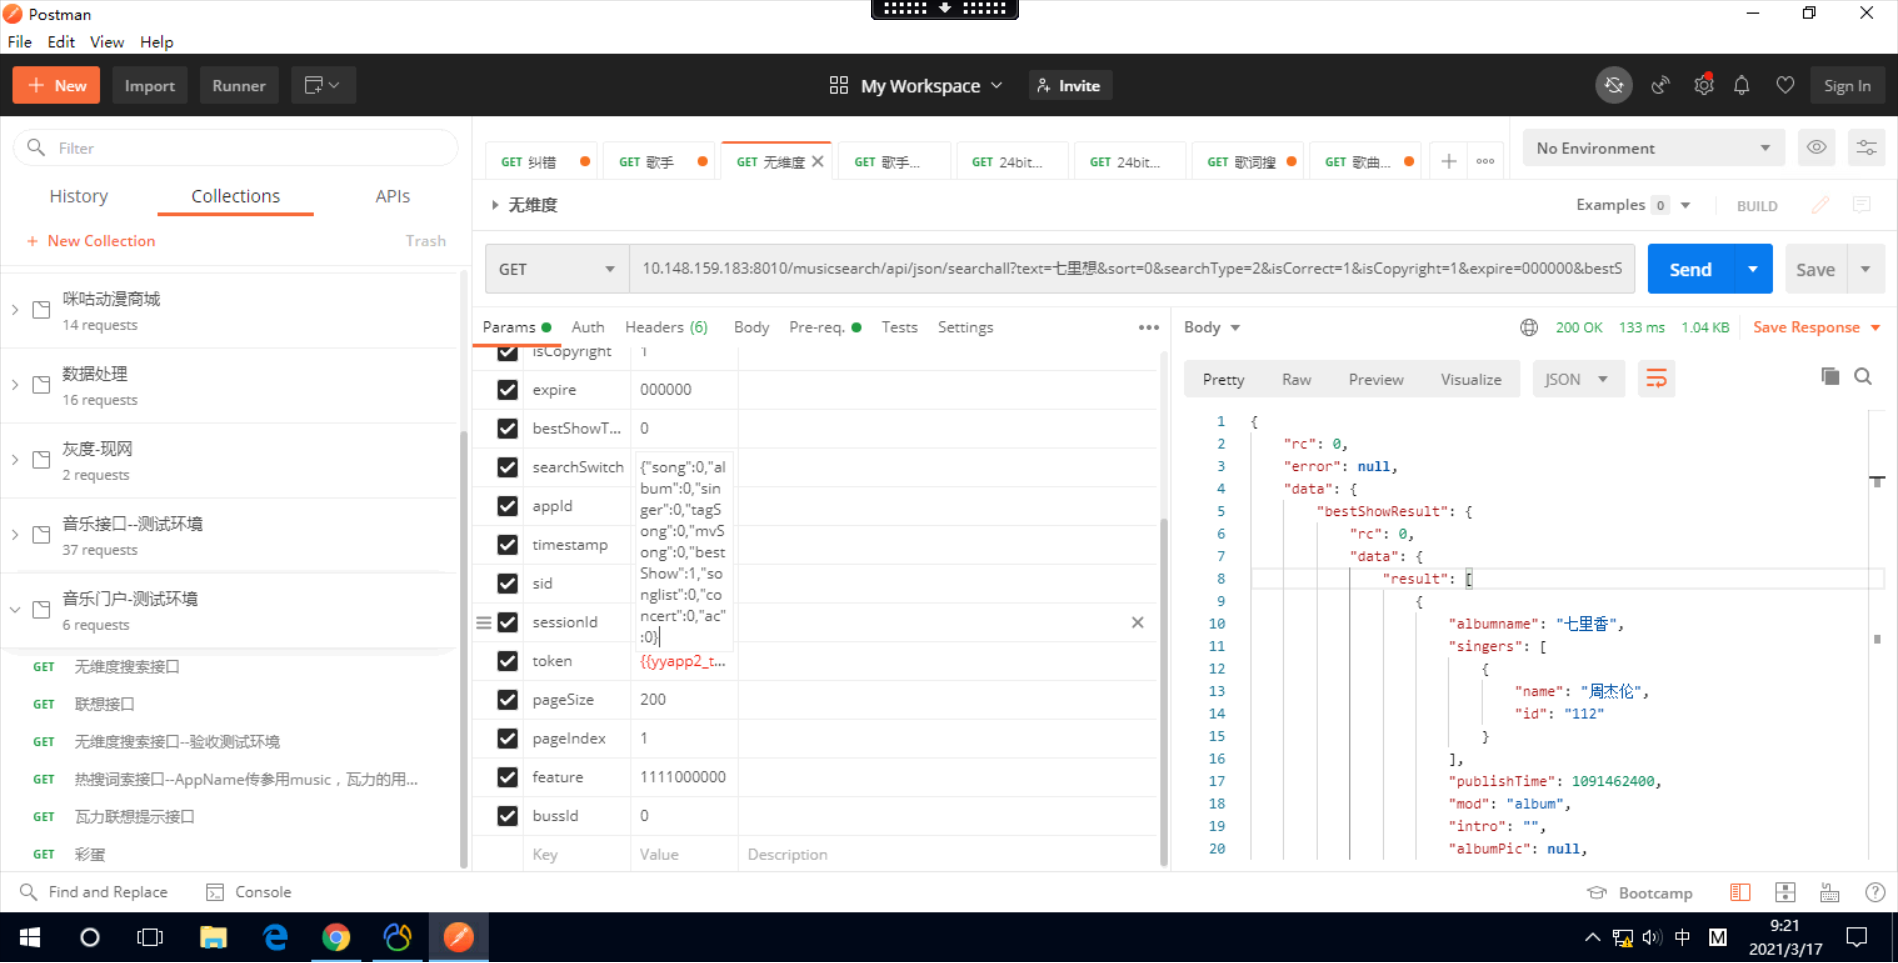 Postman
File Edit View Help
New Import Runner My Workspace Invite Sign In
Filter
History Collections APIs
+ New Collection Trash
咪咕动漫商城
14 requests
数据处理
16 requests
灰度-现网
2 requests
音乐接口--测试环境
37 requests
音乐门户-测试环境
6 requests
GET 无维度搜索接口
GET 联想接口
GET 无维度搜索接口--验收测试环境
GET 热搜词索接口--AppName传参用music，瓦力的用...
GET 瓦力联想提示接口
GET 彩蛋
GET 纠错 GET 歌手 GET 无维度 GET 歌手... GET 24bit... GET 24bit... GET 歌词搜 GET 歌曲...
No Environment
无维度
Examples 0 BUILD
GET 10.148.159.183:8010/musicsearch/api/json/searchall?text=七里想&sort=0&searchType=2&isCorrect=1&isCopyright=1&expire=000000&bestS
Send Save
Params Auth Headers (6) Body Pre-req. Tests Settings
isCopyright 1
expire 000000
bestShowT... 0
searchSwitch {"song":0,"al
bum":0,"sin
appId ger":0,"tagS
ong":0,"mvS
timestamp ong":0,"best
Show":1,"so
sid nglist":0,"co
sessionId ncert":0,"ac"
:0}
token {{yyapp2_t...
pageSize 200
pageIndex 1
feature 1111000000
bussId 0
Key Value Description
Body 200 OK 133 ms 1.04 KB Save Response
Pretty Raw Preview Visualize JSON
1 {
2 "rc": 0,
3 "error": null,
4 "data": {
5 "bestShowResult": {
6 "rc": 0,
7 "data": {
8 "result": [
9 {
10 "albumname": "七里香",
11 "singers": [
12 {
13 "name": "周杰伦",
14 "id": "112"
15 }
16 ],
17 "publishTime": 1091462400,
18 "mod": "album",
19 "intro": "",
20 "albumPic": null,
Find and Replace Console Bootcamp
中 M
9:21
2021/3/17